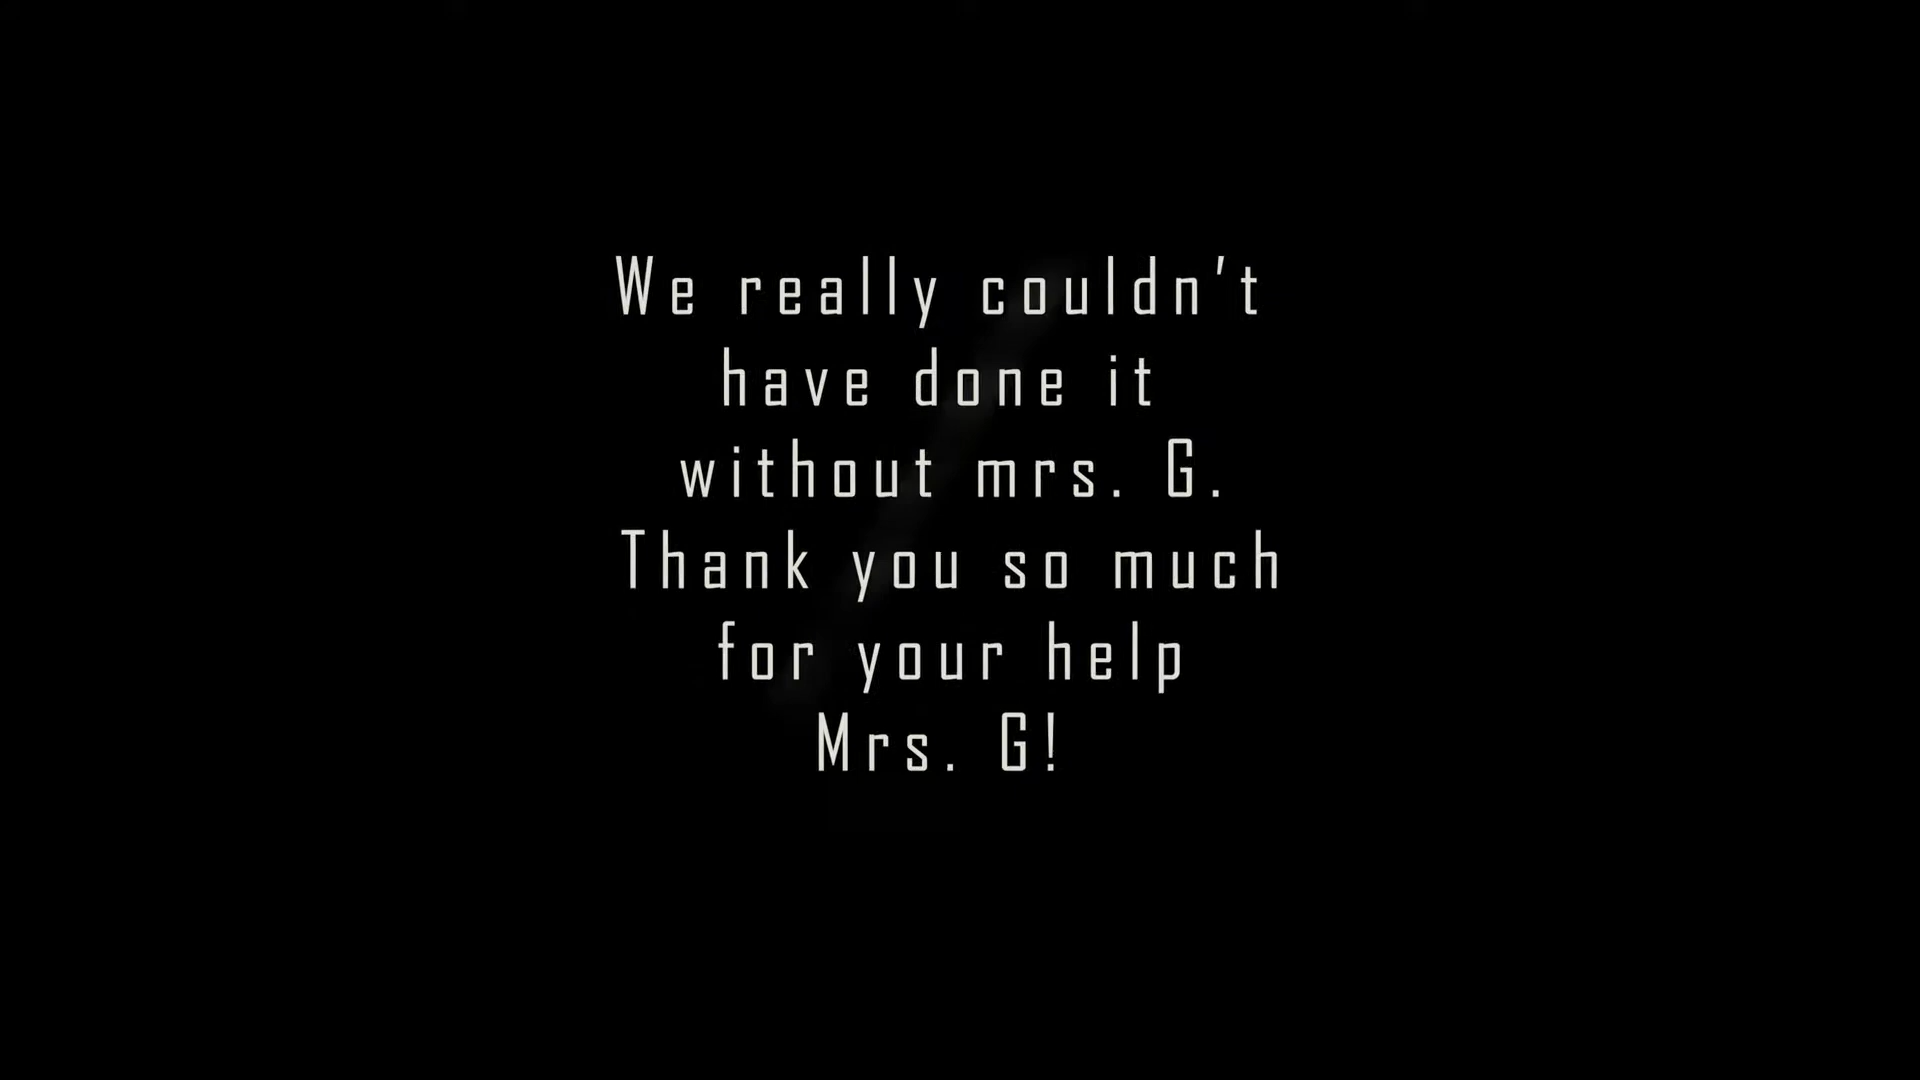 We really couldn't
have done it
without mrs. G.
Thank you so much
for your help
Mrs. G!